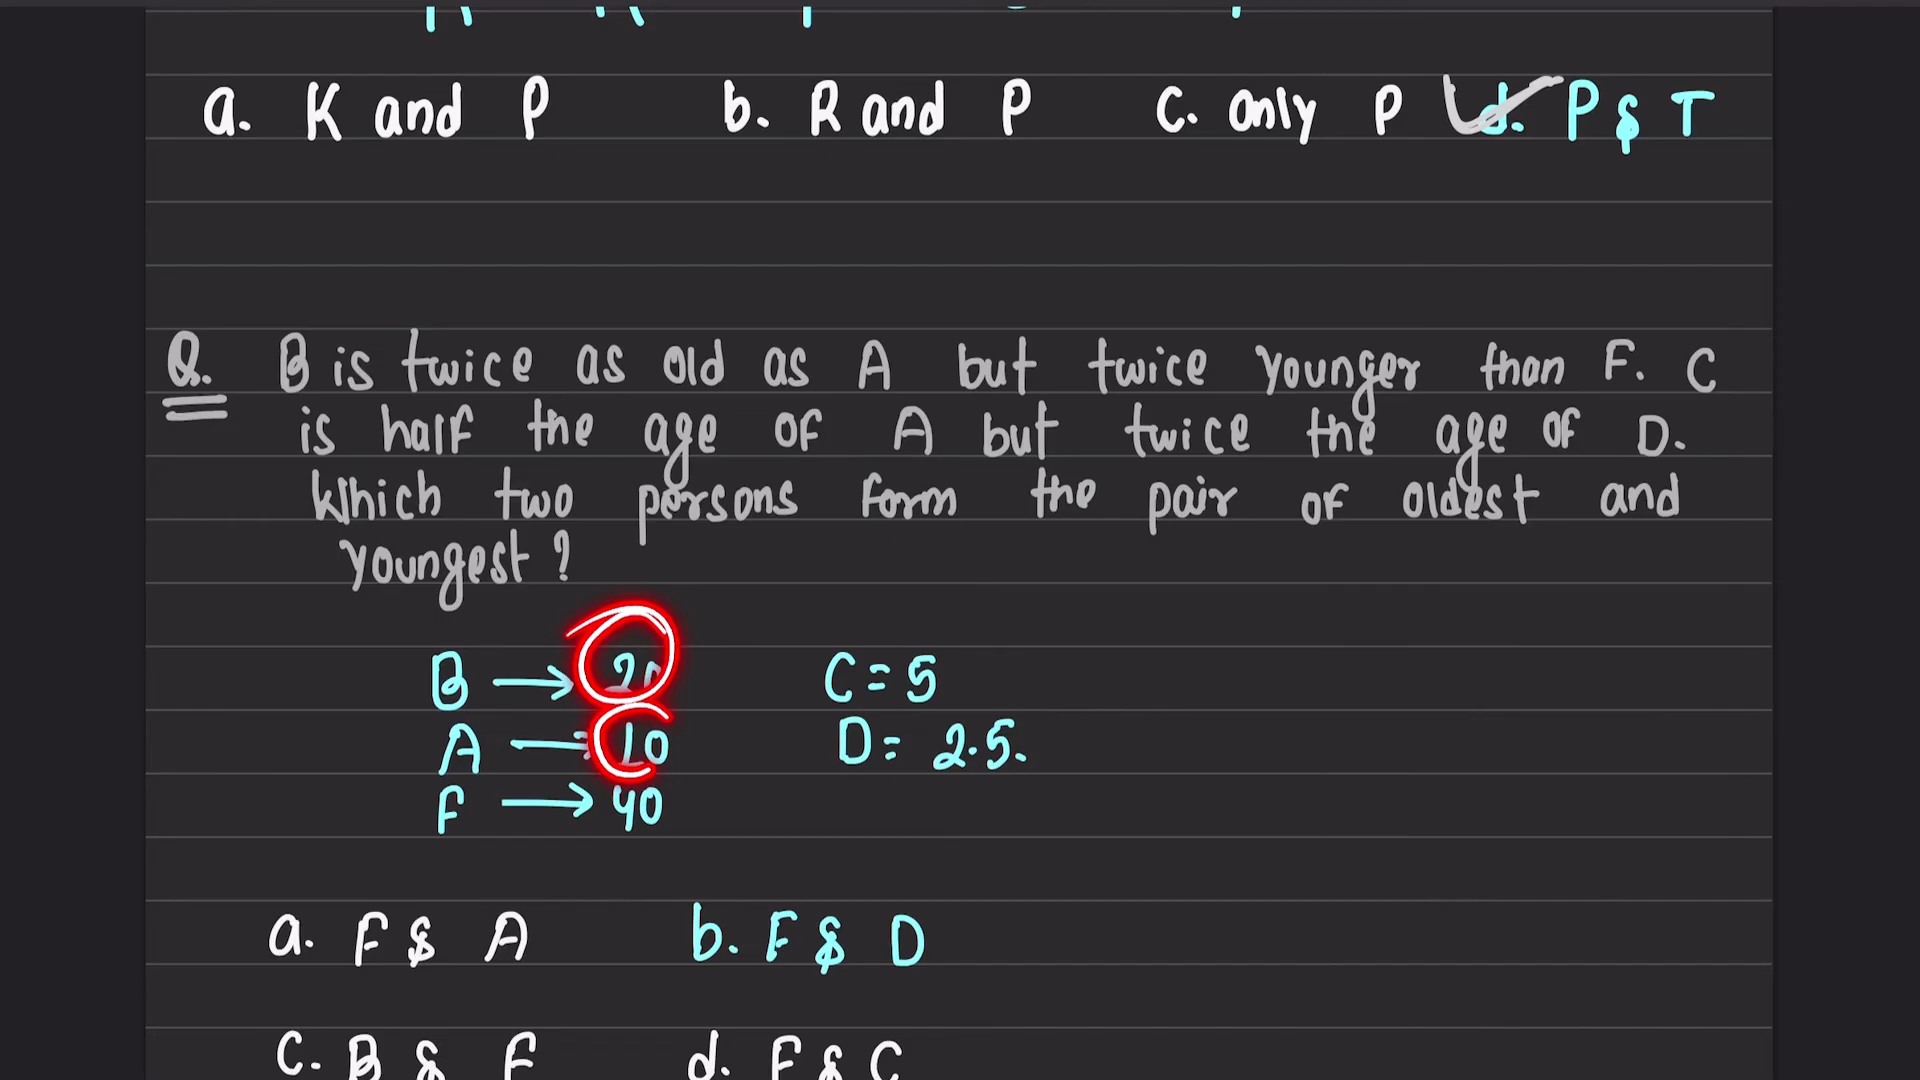 a. K and P b. R and P c. only P d. P & T
Q. B is twice as old as A but twice younger than F. C
is half the age of A but twice the age of D.
Which two persons form the pair of oldest and
youngest ?
B → 20 C = 5
A → 10 D = 2.5.
F → 40
a. F & A b. F & D
c. B & F d. F & C